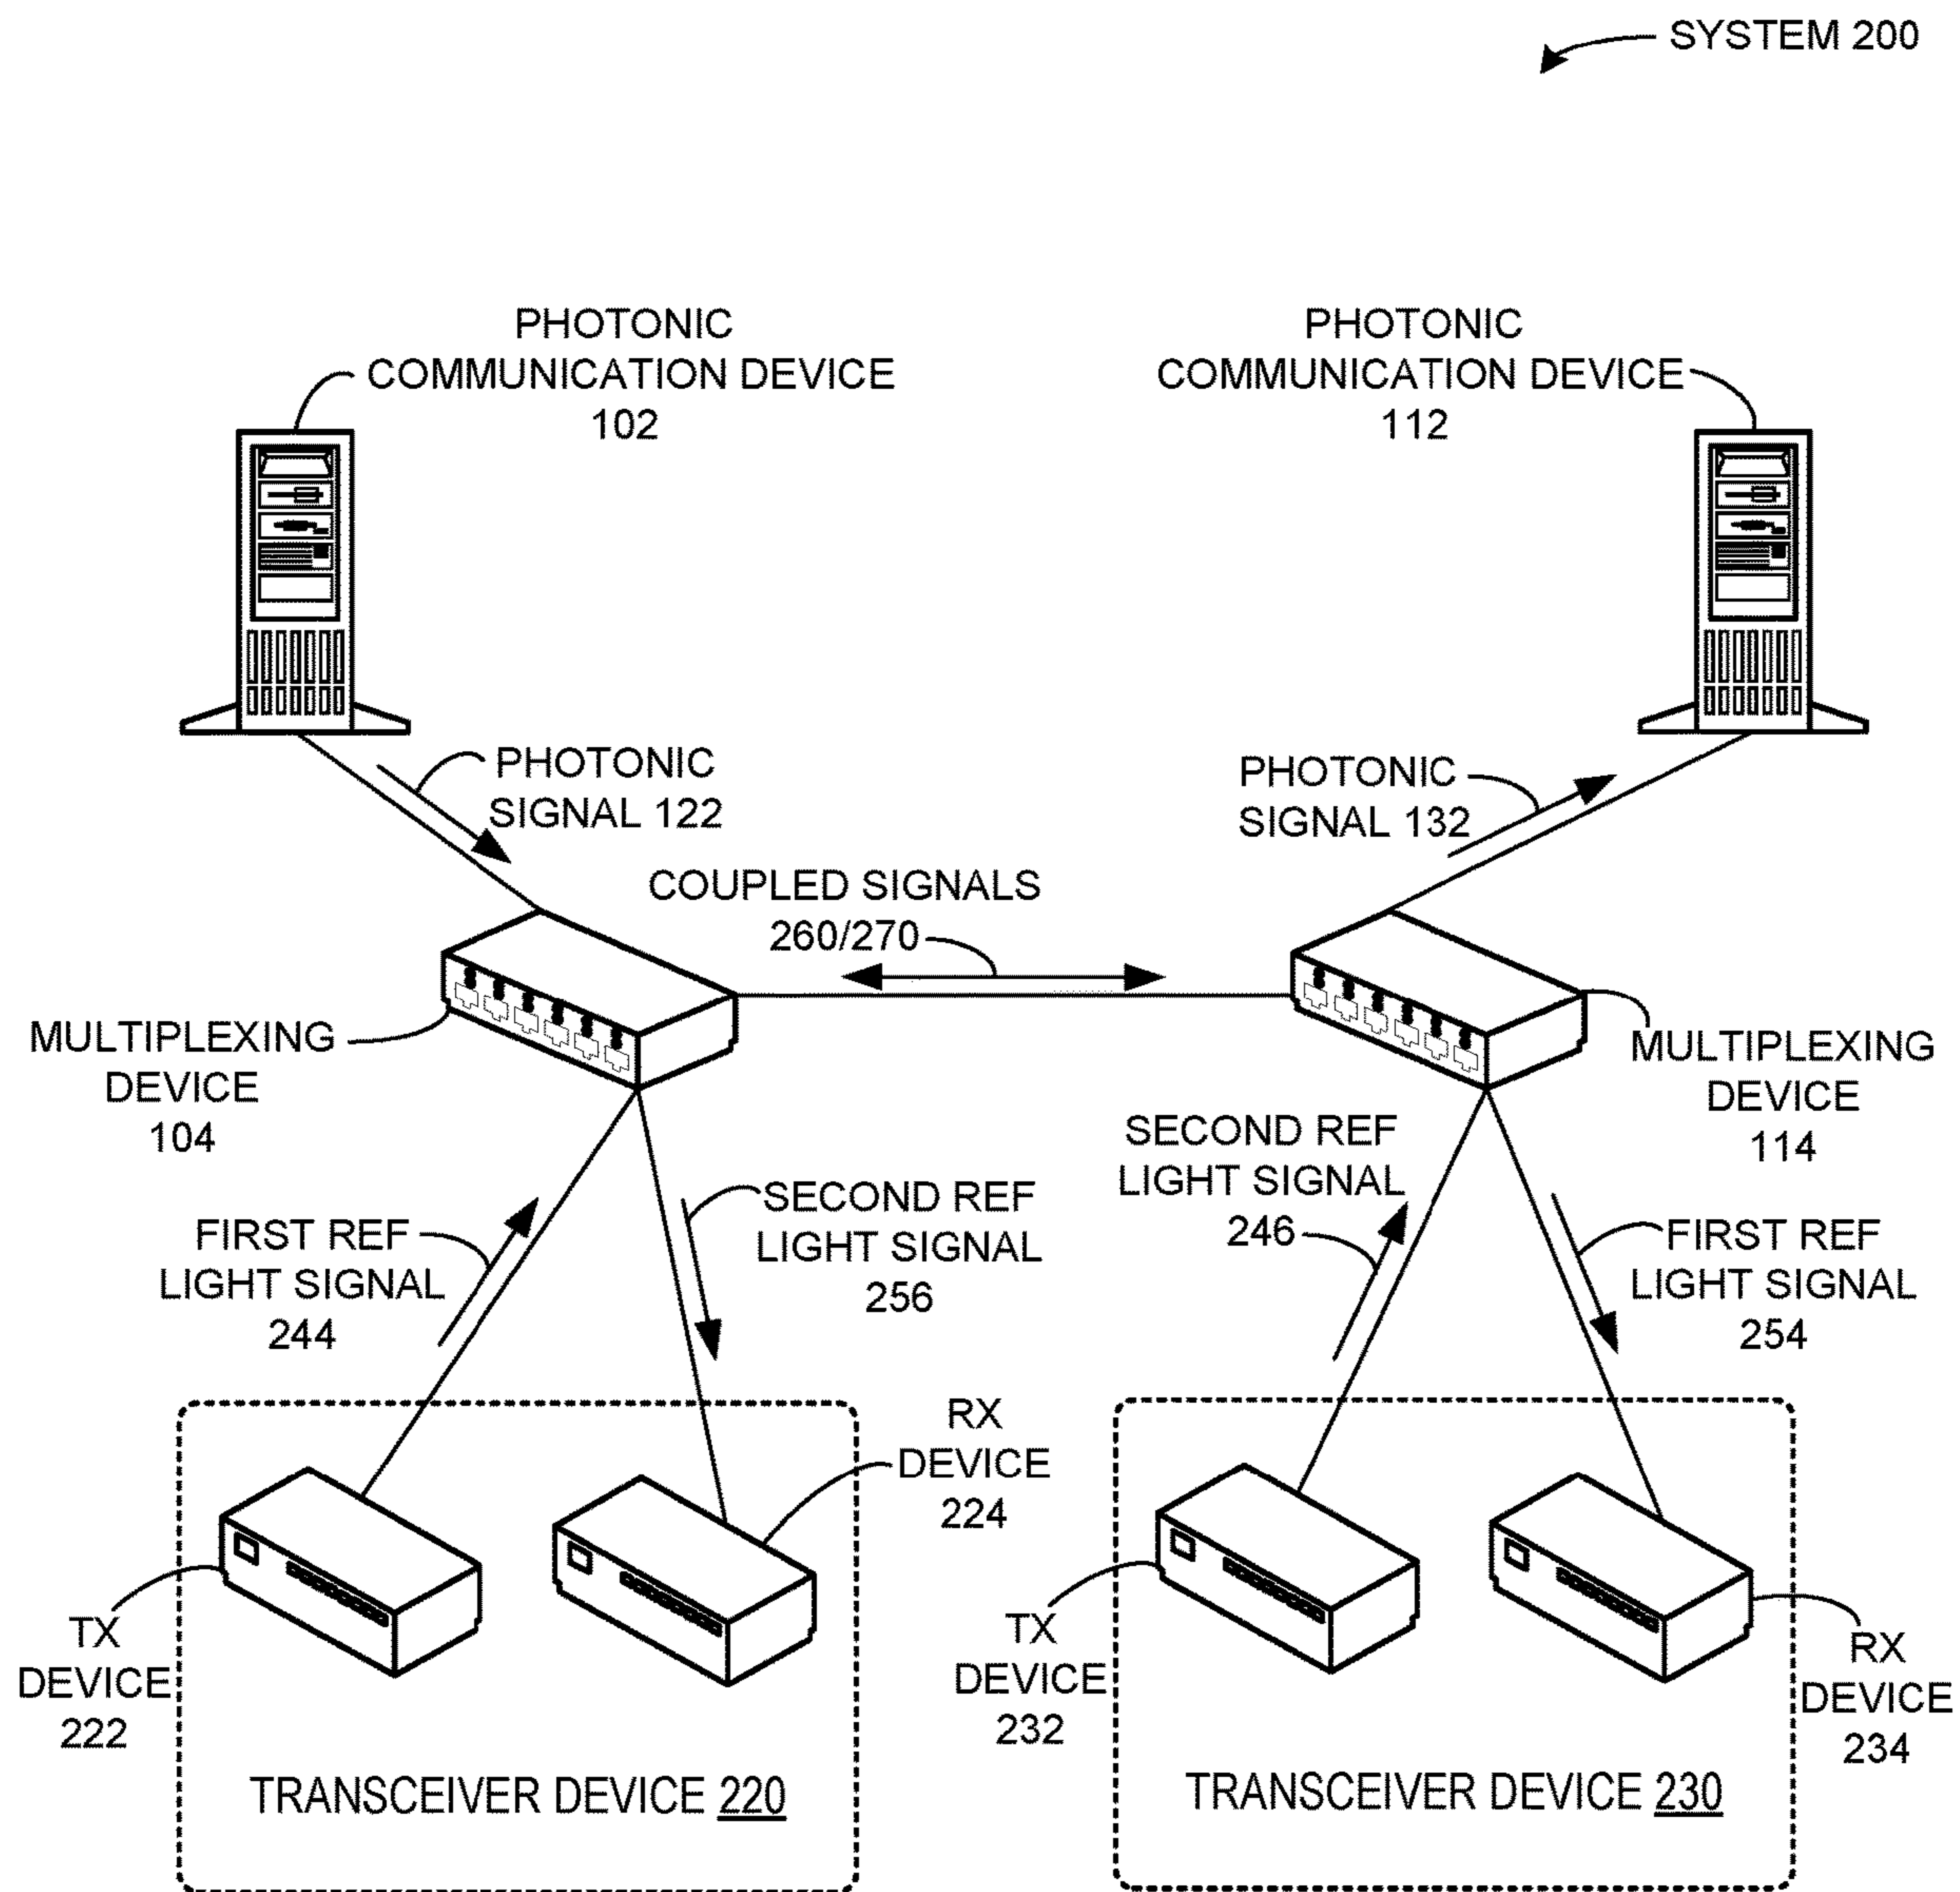 SYSTEM 200
PHOTONIC
COMMUNICATION DEVICE
102
PHOTONIC
COMMUNICATION DEVICE
112
PHOTONIC
SIGNAL 122
PHOTONIC
SIGNAL 132
COUPLED SIGNALS
260/270
MULTIPLEXING
DEVICE
104
MULTIPLEXING
DEVICE
114
FIRST REF
LIGHT SIGNAL
244
SECOND REF
LIGHT SIGNAL
256
SECOND REF
LIGHT SIGNAL
246
FIRST REF
LIGHT SIGNAL
254
RX
DEVICE
224
TX
DEVICE
222
TX
DEVICE
232
RX
DEVICE
234
TRANSCEIVER DEVICE 220
TRANSCEIVER DEVICE 230